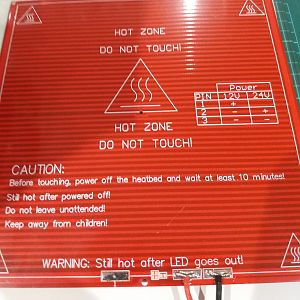 HOT ZONE
DO NOT TOUCH!
Power
PIN 12V 24V
1 +
2 - +
3 - -
HOT ZONE
DO NOT TOUCH!
CAUTION:
Before touching, power off the heatbed and wait at least 10 minutes!
Still hot after powered off!
Do not leave unattended!
Keep away from children!
WARNING: Still hot after LED goes out!